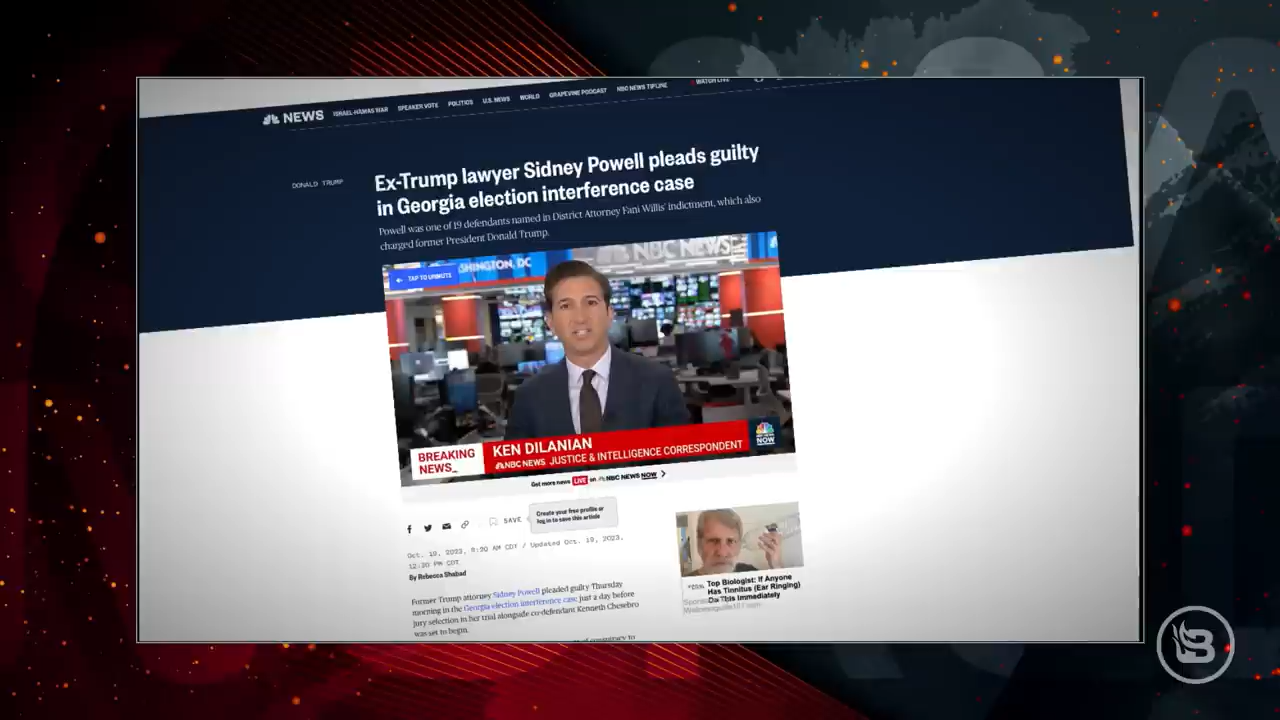 NEWS
ISRAEL-HAMAS WAR SPEAKER VOTE POLITICS U.S. NEWS WORLD GRAPEVINE PODCAST NBC NEWS TIPLINE WATCH LIVE
DONALD TRUMP
Ex-Trump lawyer Sidney Powell pleads guilty
in Georgia election interference case
Powell was one of 19 defendants named in District Attorney Fani Willis' indictment, which also
charged former President Donald Trump.
TAP TO UNMUTE
SHINGTON, DC
NBC NEWS
BREAKING
NEWS_
KEN DILANIAN
NBC NEWS JUSTICE & INTELLIGENCE CORRESPONDENT
NBC NEWS
NOW
Get more news LIVE on NBC NEWS NOW >
SAVE
Create your free profile or
log in to save this article
Oct. 19, 2023, 9:00 AM CDT / Updated Oct. 19, 2023,
12:20 PM CDT
By Rebecca Shabad
Former Trump attorney Sidney Powell pleaded guilty Thursday
morning in the Georgia election interference case just a day before
jury selection in her trial alongside co-defendant Kenneth Chesebro
was set to begin.
conspiracy to
Top Biologist: If Anyone
Has Tinnitus (Ear Ringing)
Do This Immediately
B